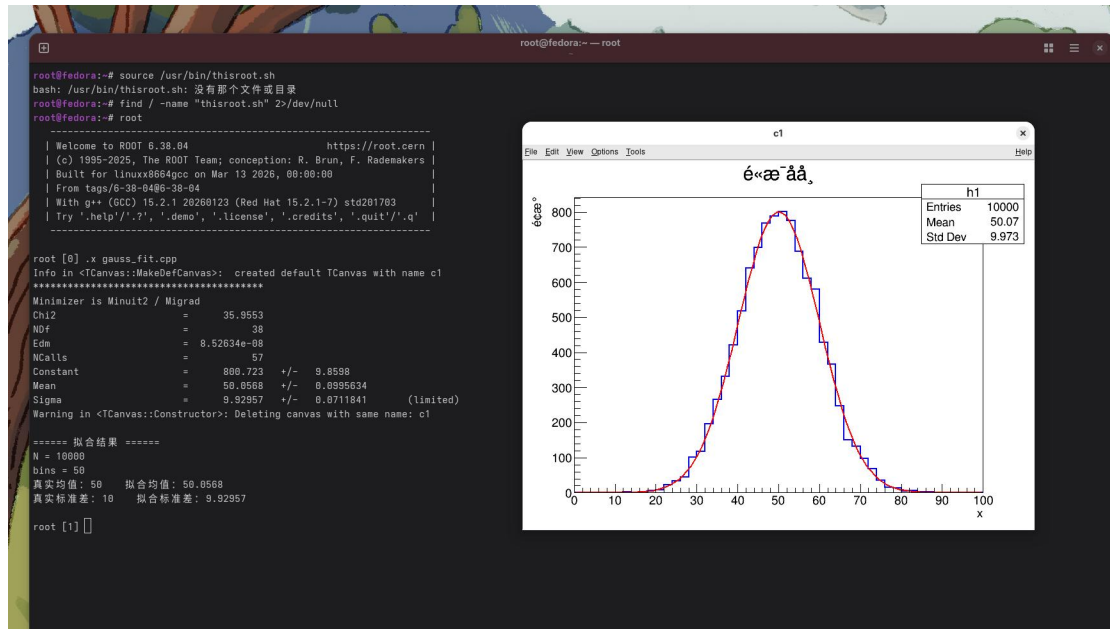 root@fedora:~ — root
root@fedora:~# source /usr/bin/thisroot.sh
bash: /usr/bin/thisroot.sh: 没有那个文件或目录
root@fedora:~# find / -name "thisroot.sh" 2>/dev/null
root@fedora:~# root
------------------------------------------------------------------
| Welcome to ROOT 6.38.04 https://root.cern |
| (c) 1995-2025, The ROOT Team; conception: R. Brun, F. Rademakers |
| Built for linuxx8664gcc on Mar 13 2026, 00:00:00 |
| From tags/6-38-04@6-38-04 |
| With g++ (GCC) 15.2.1 20260123 (Red Hat 15.2.1-7) std201703 |
| Try '.help'/'.?', '.demo', '.license', '.credits', '.quit'/'.q' |
------------------------------------------------------------------
root [0] .x gauss_fit.cpp
Info in <TCanvas::MakeDefCanvas>: created default TCanvas with name c1
****************************************
Minimizer is Minuit2 / Migrad
Chi2 = 35.9553
NDf = 38
Edm = 8.52634e-08
NCalls = 57
Constant = 800.723 +/- 9.8598
Mean = 50.0568 +/- 0.0995634
Sigma = 9.92957 +/- 0.0711841 (limited)
Warning in <TCanvas::Constructor>: Deleting canvas with same name: c1
====== 拟合结果 ======
N = 10000
bins = 50
真实均值: 50 拟合均值: 50.0568
真实标准差: 10 拟合标准差: 9.92957
root [1]
c1
File Edit View Options Tools Help
é«æ¯åå¸
h1
Entries 10000
Mean 50.07
Std Dev 9.973
é¢æ°
800
700
600
500
400
300
200
100
0
0 10 20 30 40 50 60 70 80 90 100
x